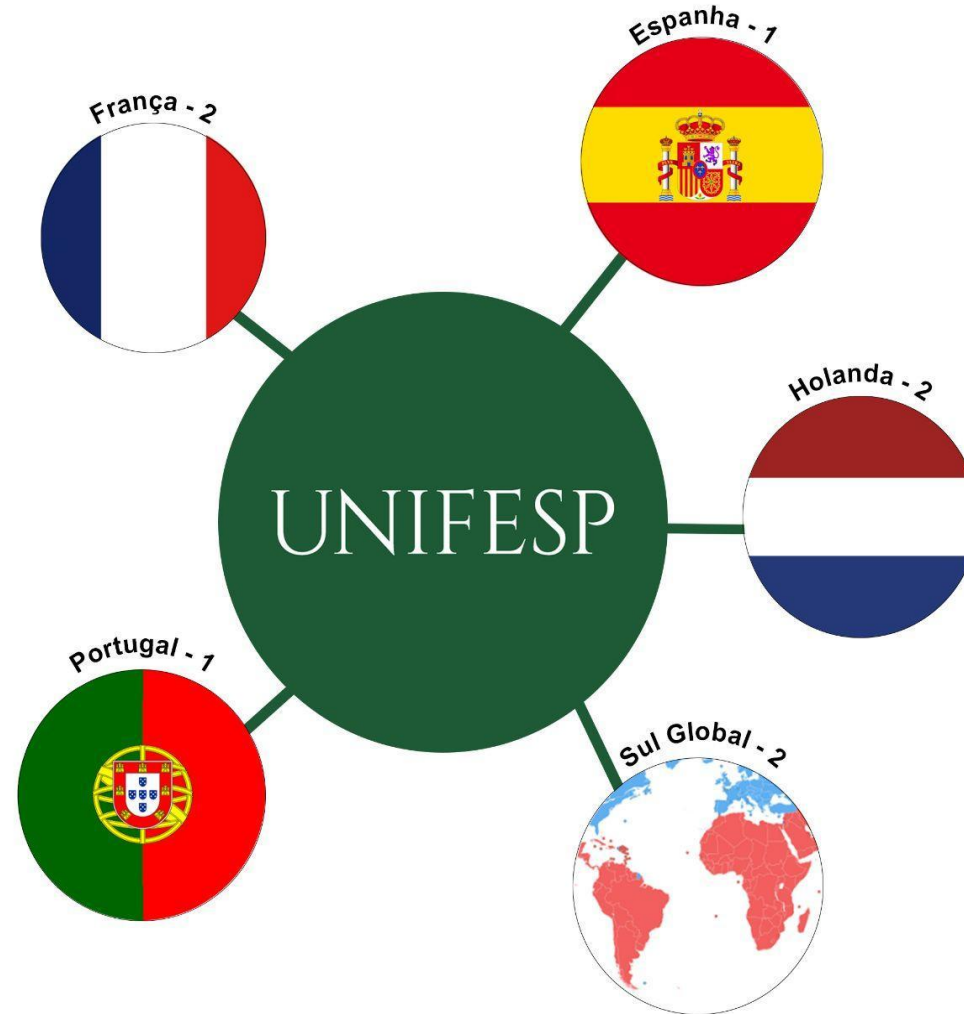 Espanha - 1
França - 2
Holanda - 2
UNIFESP
Portugal - 1
Sul Global - 2